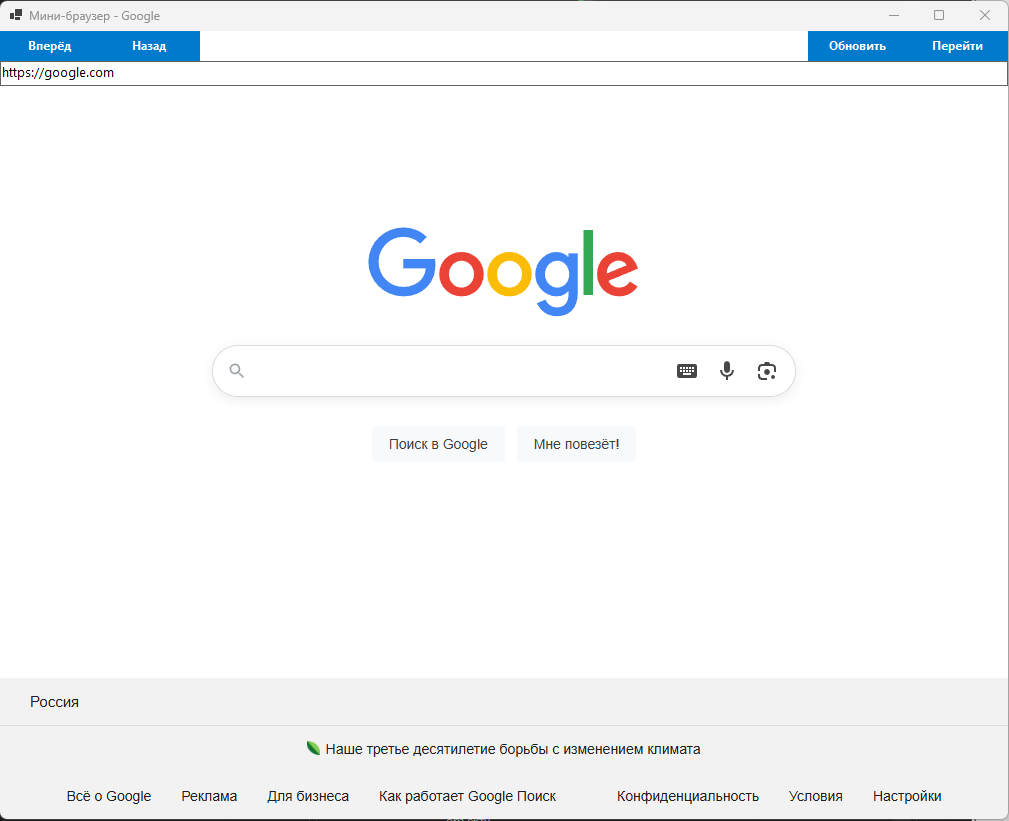 Мини-браузер - Google
Вперёд Назад Обновить Перейти
https://google.com
Google
Поиск в Google Мне повезёт!
Россия
Наше третье десятилетие борьбы с изменением климата
Всё о Google Реклама Для бизнеса Как работает Google Поиск Конфиденциальность Условия Настройки